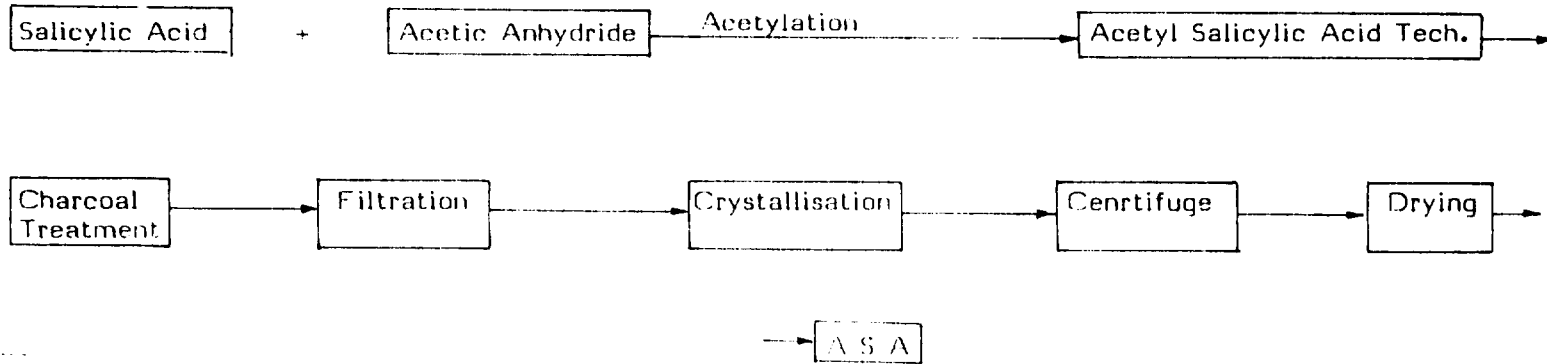 Salicylic Acid + Acetic Anhydride Acetylation Acetyl Salicylic Acid Tech.
Charcoal Treatment
Filtration
Crystallisation
Cenrtifuge
Drying
A S A